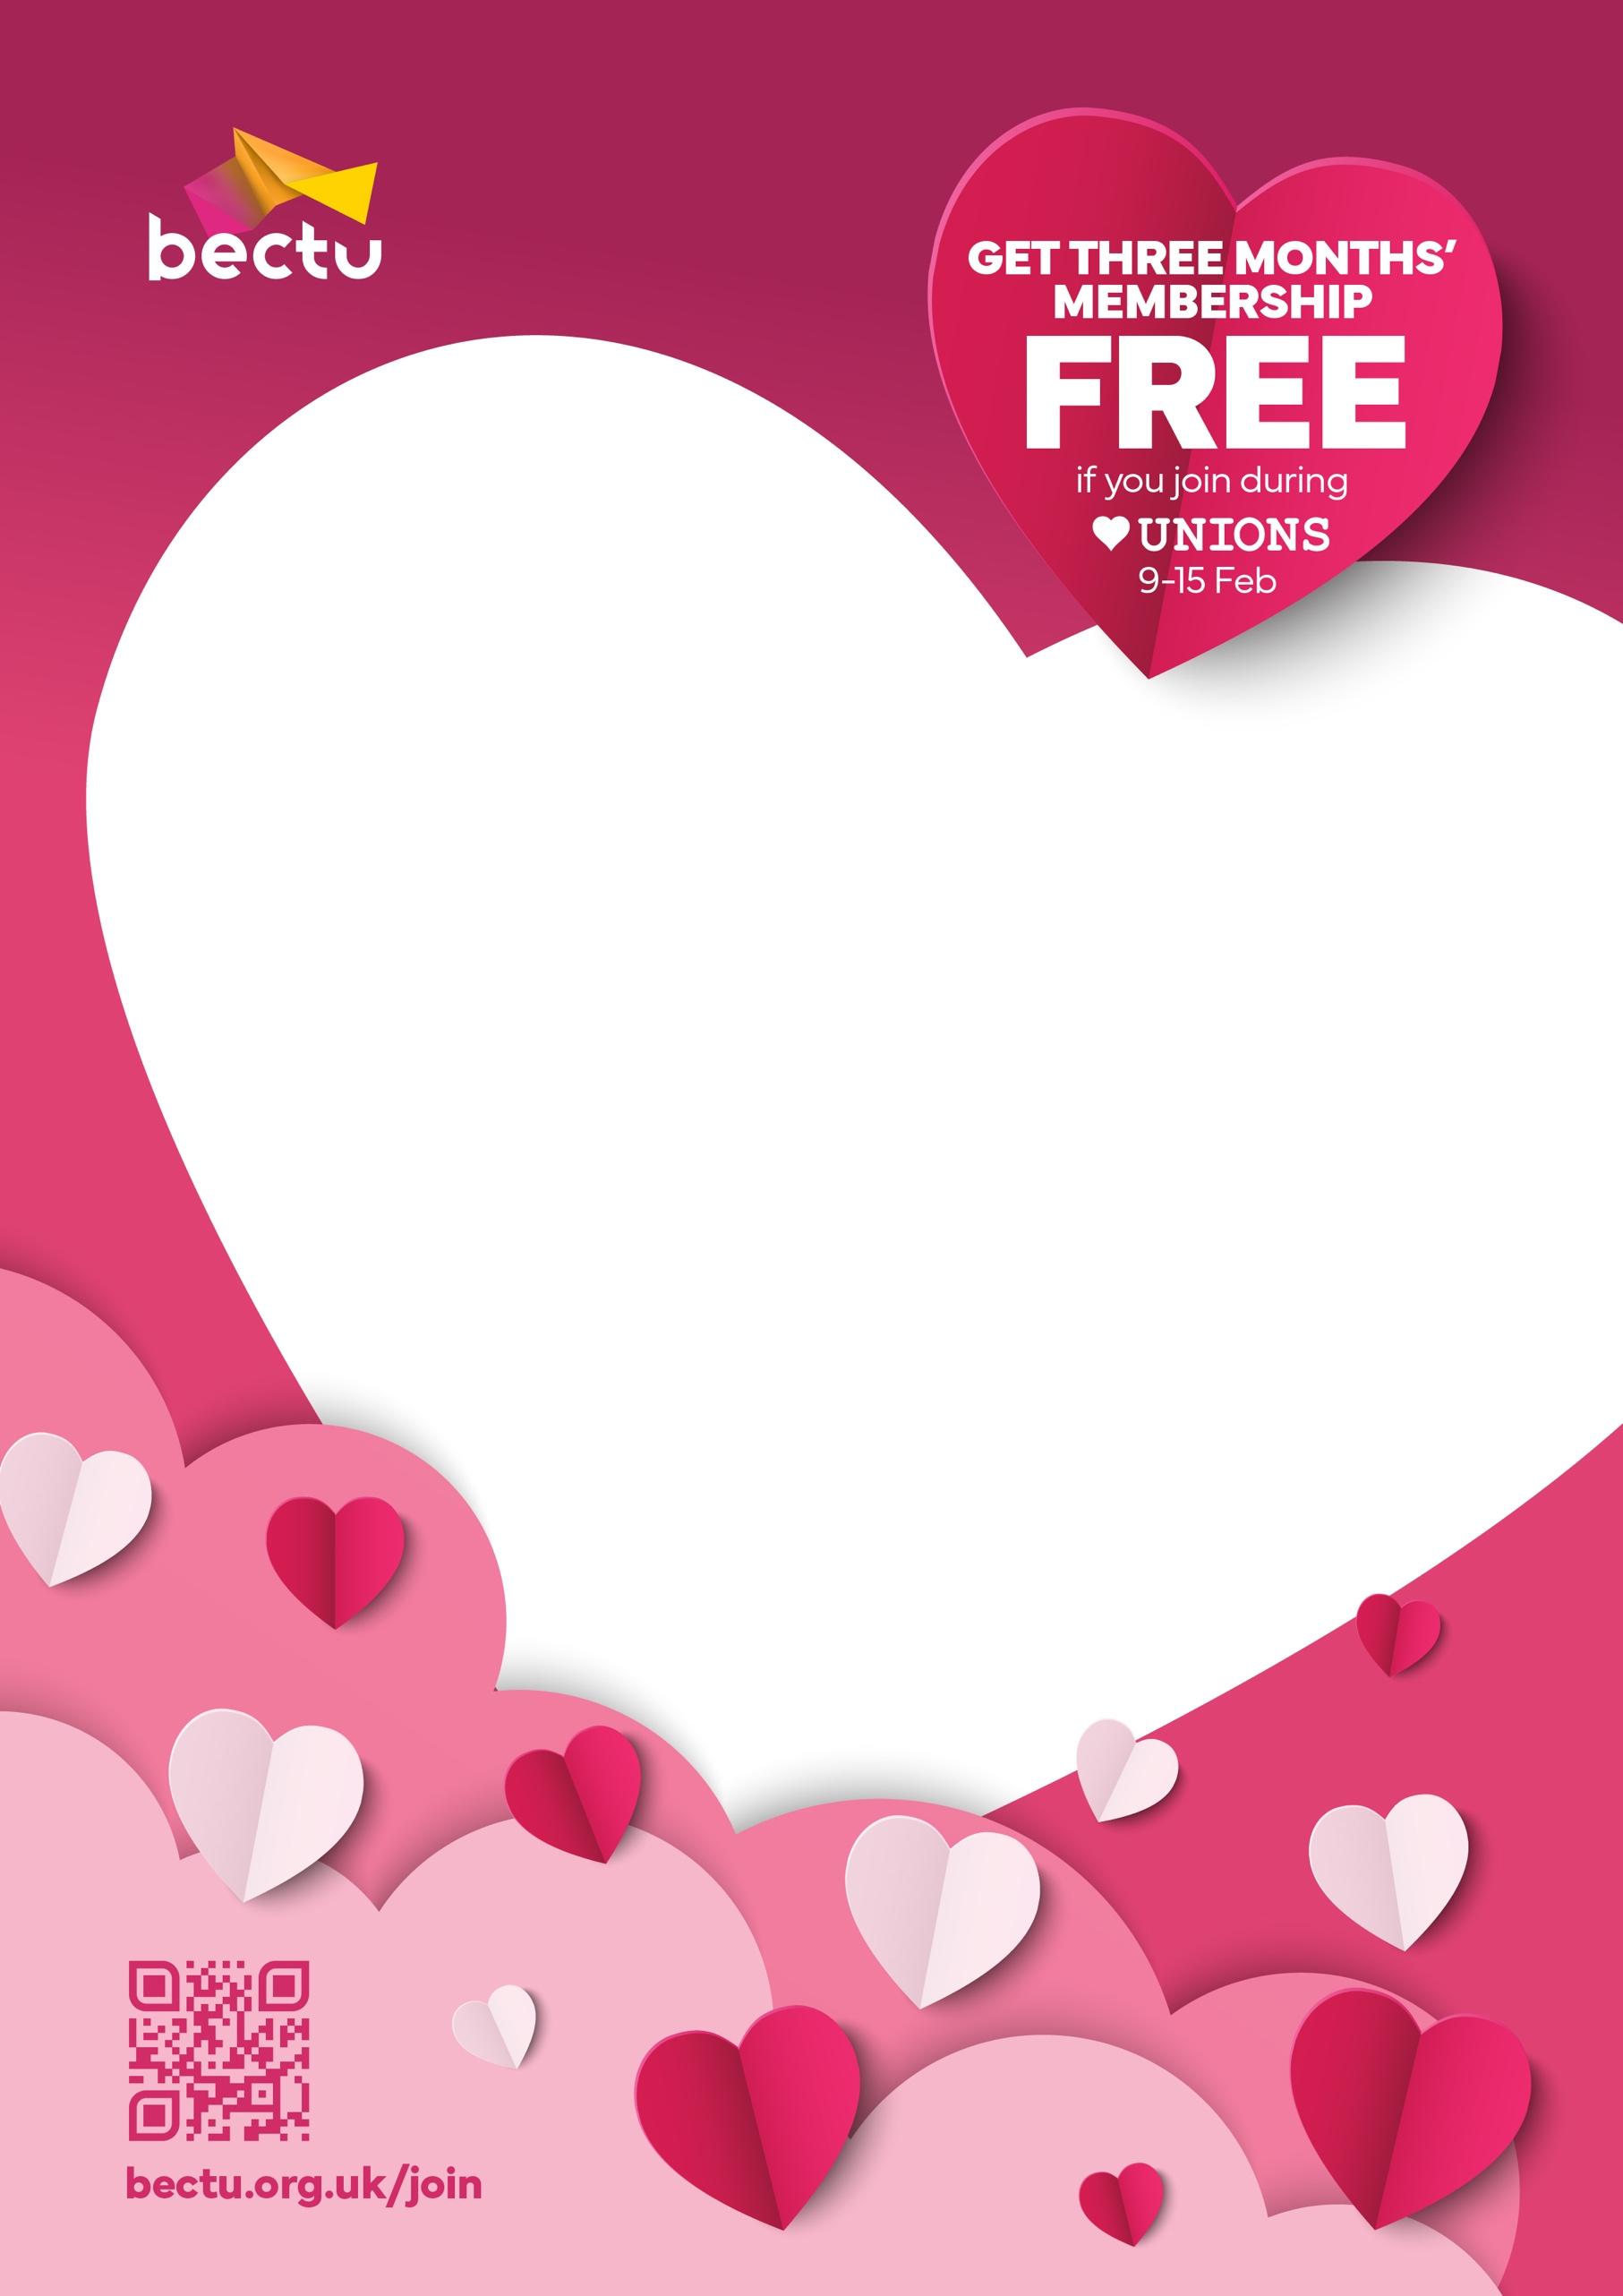 bectu
GET THREE MONTHS'
MEMBERSHIP
FREE
if you join during
UNIONS
9-15 Feb
bectu.org.uk/join